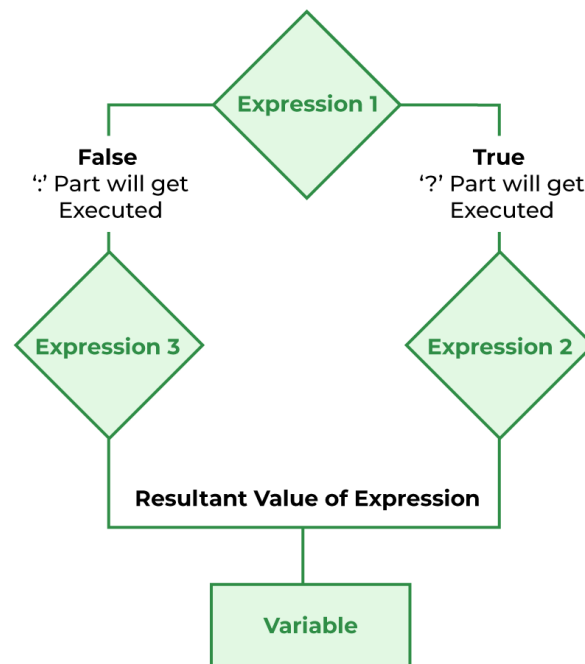 Expression 1
False
':' Part will get
Executed
True
'?' Part will get
Executed
Expression 3
Expression 2
Resultant Value of Expression
Variable